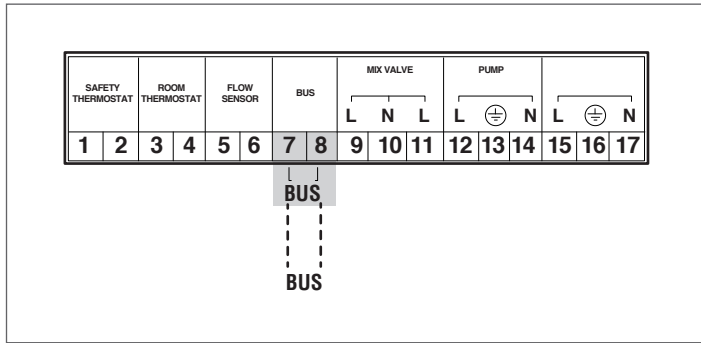 SAFETY THERMOSTAT ROOM THERMOSTAT FLOW SENSOR BUS MIX VALVE PUMP
L N L L N L N
1 2 3 4 5 6 7 8 9 10 11 12 13 14 15 16 17
BUS
BUS